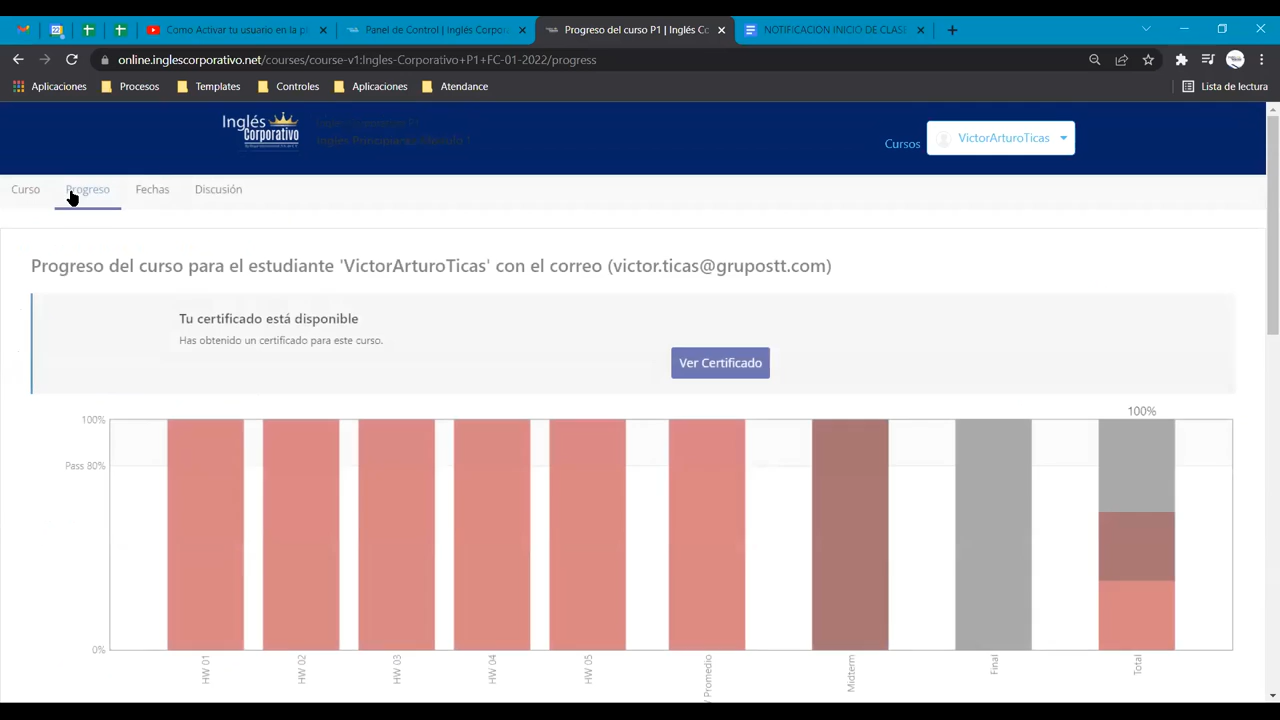 Como Activar tu usuario en la p
Panel de Control | Inglés Corpora
Progreso del curso P1 | Inglés Co
NOTIFICACION INICIO DE CLASE
online.inglescorporativo.net/courses/course-v1:Ingles-Corporativo+P1+FC-01-2022/progress
Aplicaciones
Procesos
Templates
Controles
Aplicaciones
Atendance
Lista de lectura
Inglés
Corporativo
Cursos
VictorArturoTicas
Curso
Progreso
Fechas
Discusión
Progreso del curso para el estudiante 'VictorArturoTicas' con el correo (victor.ticas@grupostt.com)
Tu certificado está disponible
Has obtenido un certificado para este curso.
Ver Certificado
100%
100%
Pass 80%
0%
HW 01
HW 02
HW 03
HW 04
HW 05
/ Promedio
Midterm
Final
Total